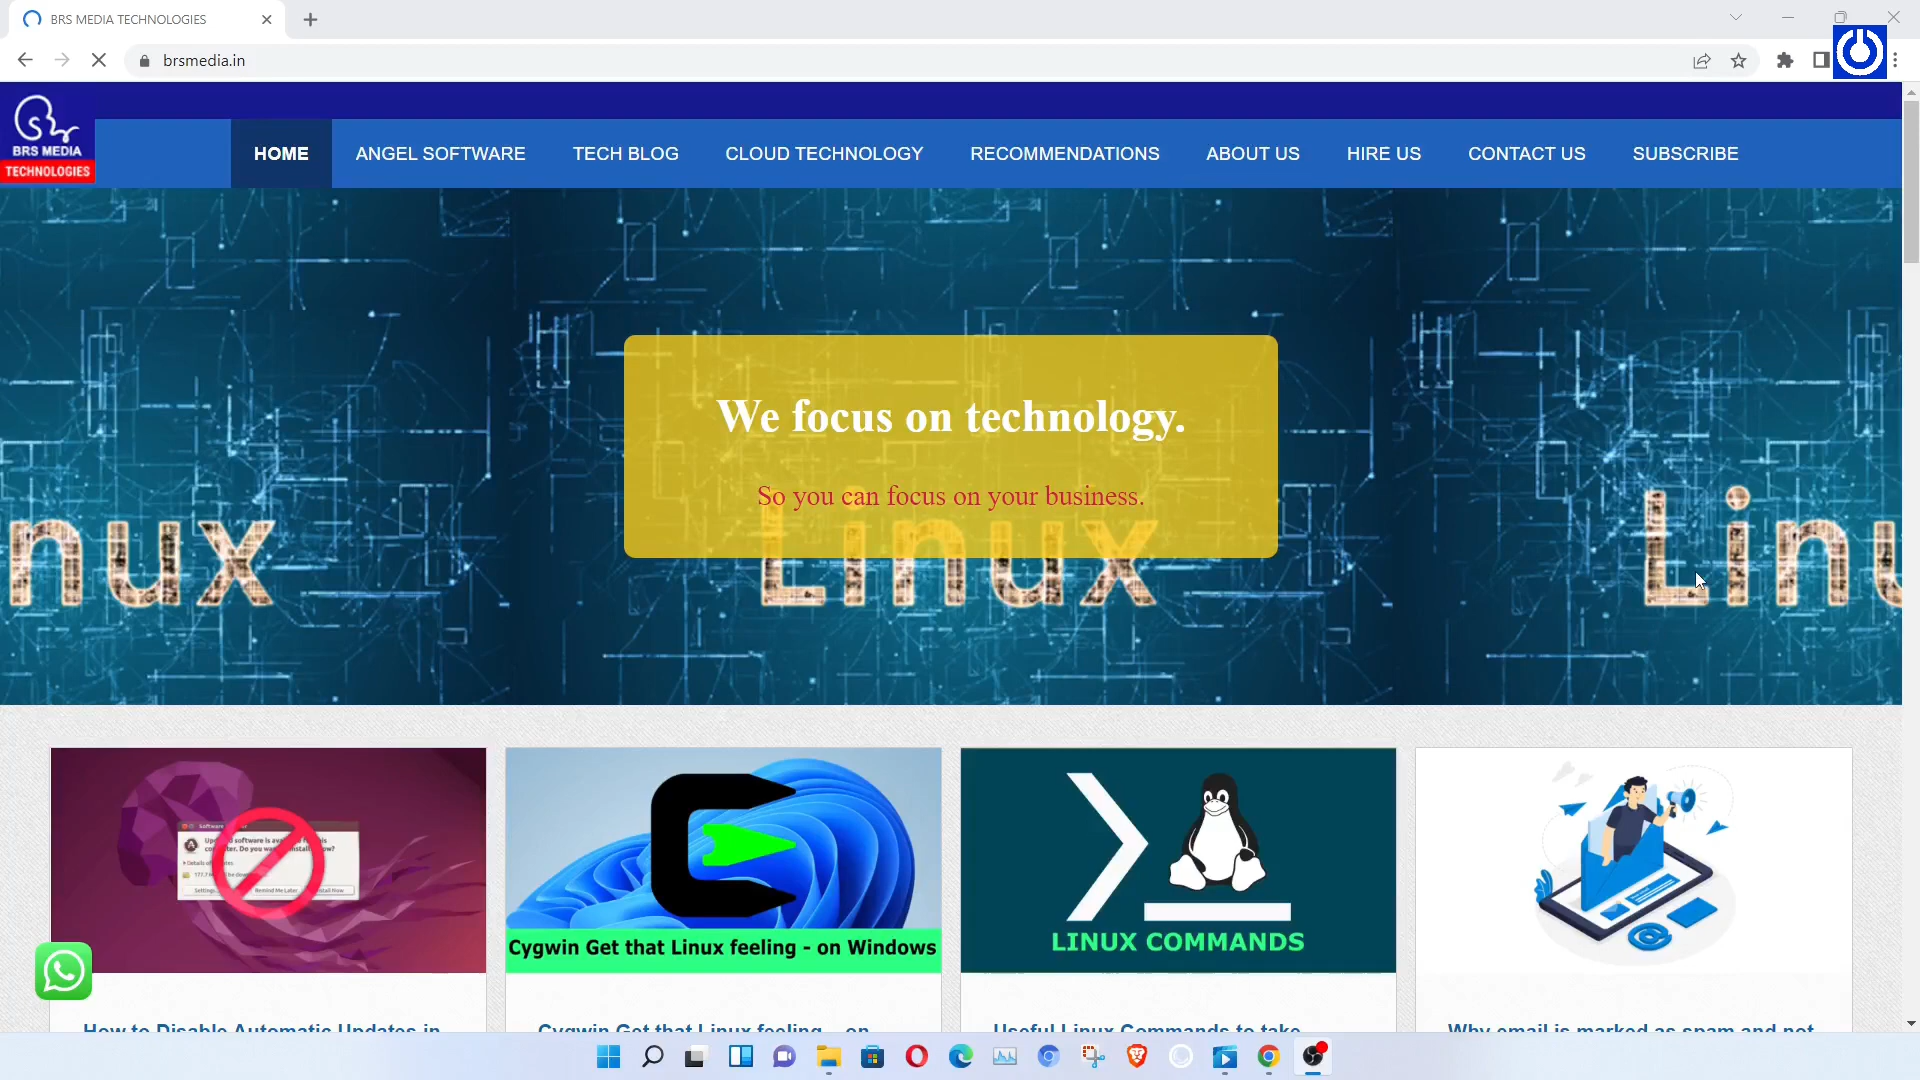 BRS MEDIA TECHNOLOGIES
brsmedia.in
BRS MEDIA
TECHNOLOGIES
HOME
ANGEL SOFTWARE
TECH BLOG
CLOUD TECHNOLOGY
RECOMMENDATIONS
ABOUT US
HIRE US
CONTACT US
SUBSCRIBE
We focus on technology.
So you can focus on your business.
nux
Linux
Linu
Cygwin Get that Linux feeling - on Windows
LINUX COMMANDS
How to Disable Automatic Updates in
Cygwin Get that Linux feeling - on
Useful Linux Commands to take
Why email is marked as spam and not